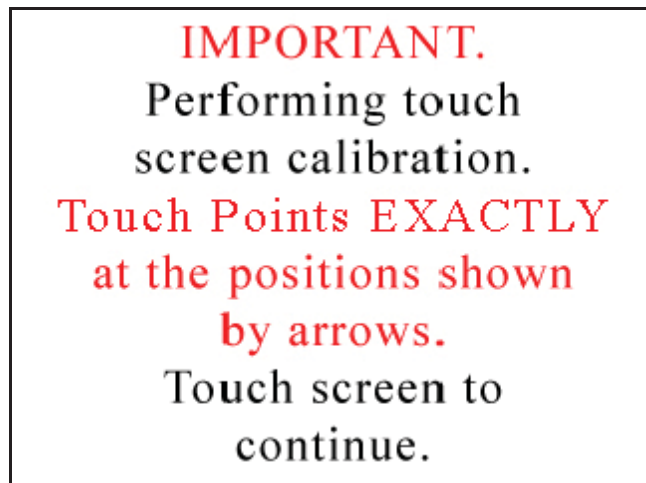 IMPORTANT.
Performing touch
screen calibration.
Touch Points EXACTLY
at the positions shown
by arrows.
Touch screen to
continue.